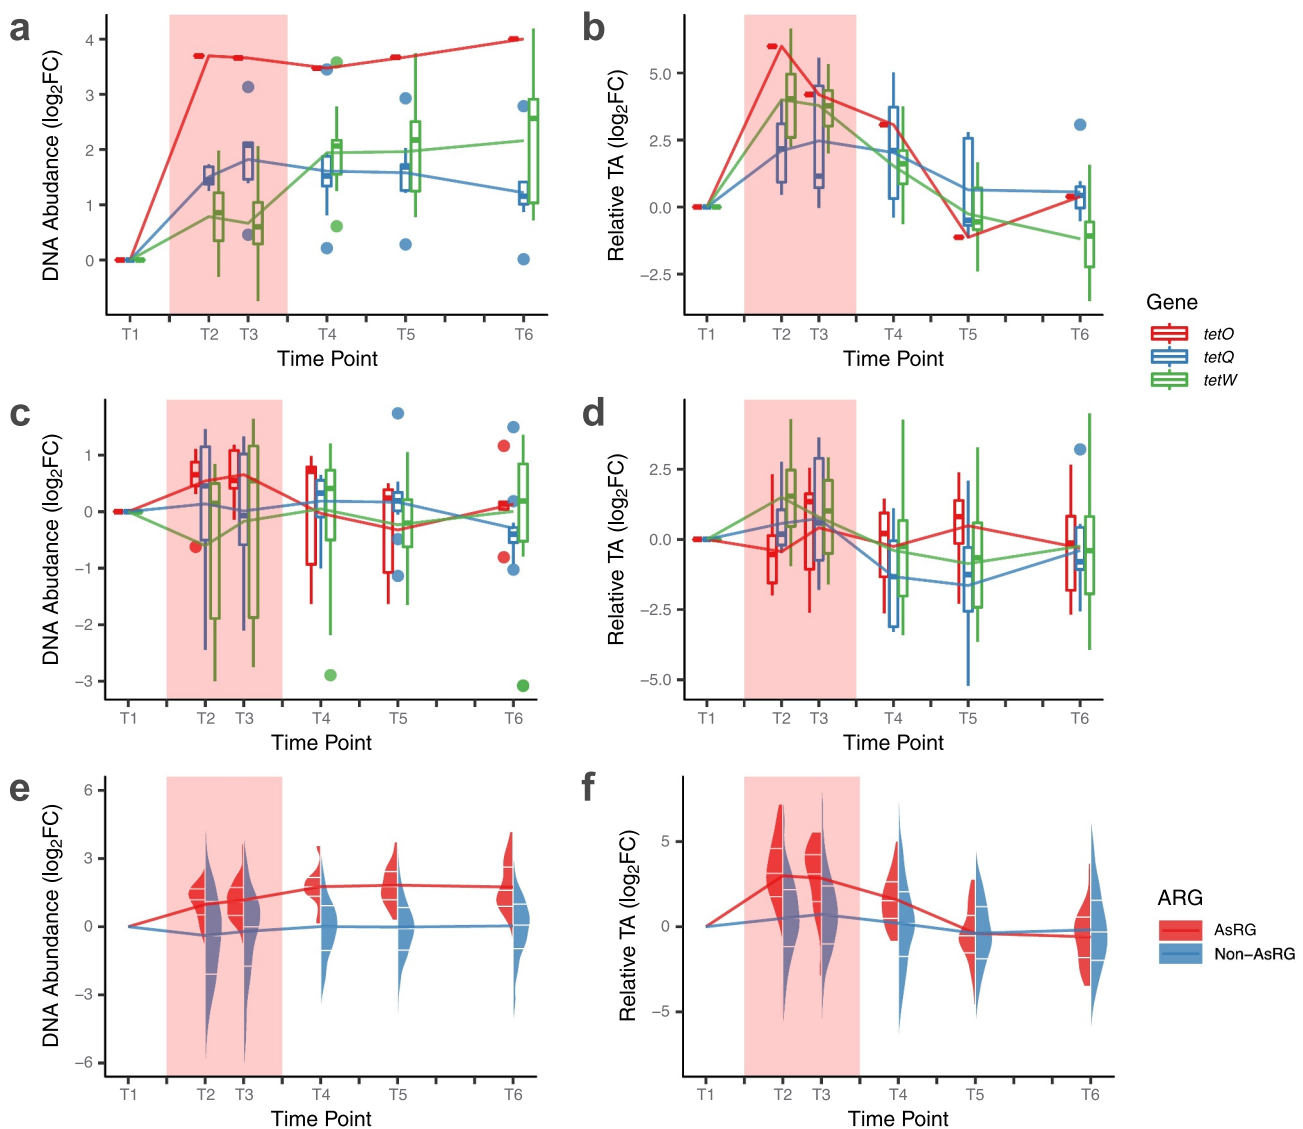 a
DNA Abudance (log2FC)
4
3
2
1
0
T1
T2
T3
T4
T5
T6
Time Point
b
Relative TA (log2FC)
5.0
2.5
0.0
−2.5
T1
T2
T3
T4
T5
T6
Time Point
Gene
tetO
tetQ
tetW
c
DNA Abudance (log2FC)
1
0
−1
−2
−3
T1
T2
T3
T4
T5
T6
Time Point
d
Relative TA (log2FC)
2.5
0.0
−2.5
−5.0
T1
T2
T3
T4
T5
T6
Time Point
e
DNA Abundance (log2FC)
6
3
0
−3
−6
T1
T2
T3
T4
T5
T6
Time Point
f
Relative TA (log2FC)
5
0
−5
T1
T2
T3
T4
T5
T6
Time Point
ARG
AsRG
Non−AsRG